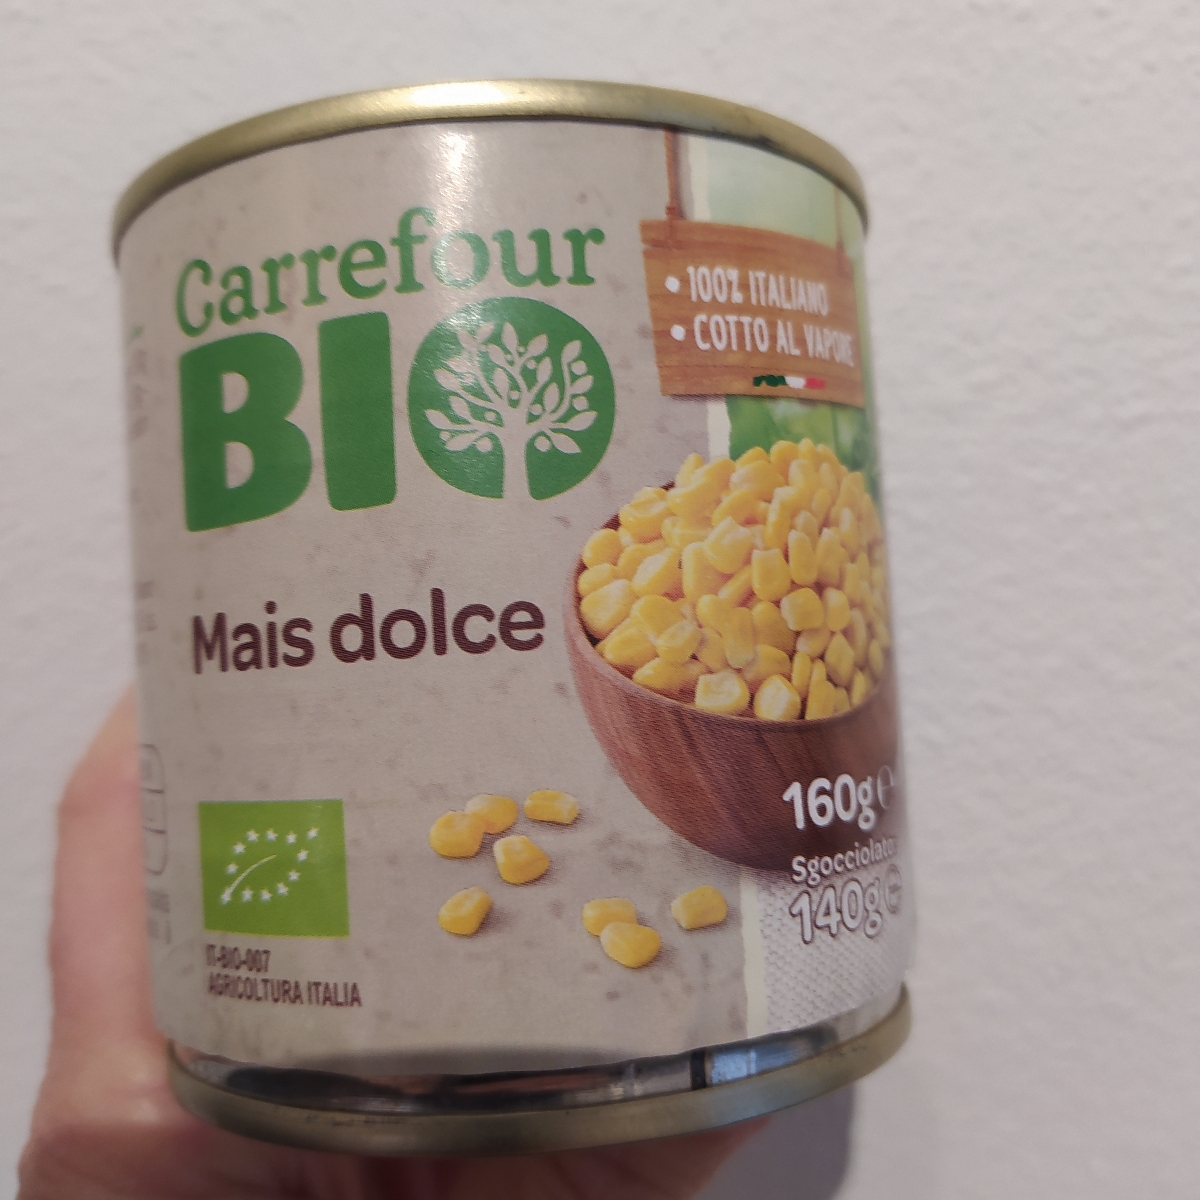 Carrefour
BIO
• 100% ITALIANO
• COTTO AL VAPORE
Mais dolce
160g e
Sgocciolato:
140g
IT-BIO-007
AGRICOLTURA ITALIA